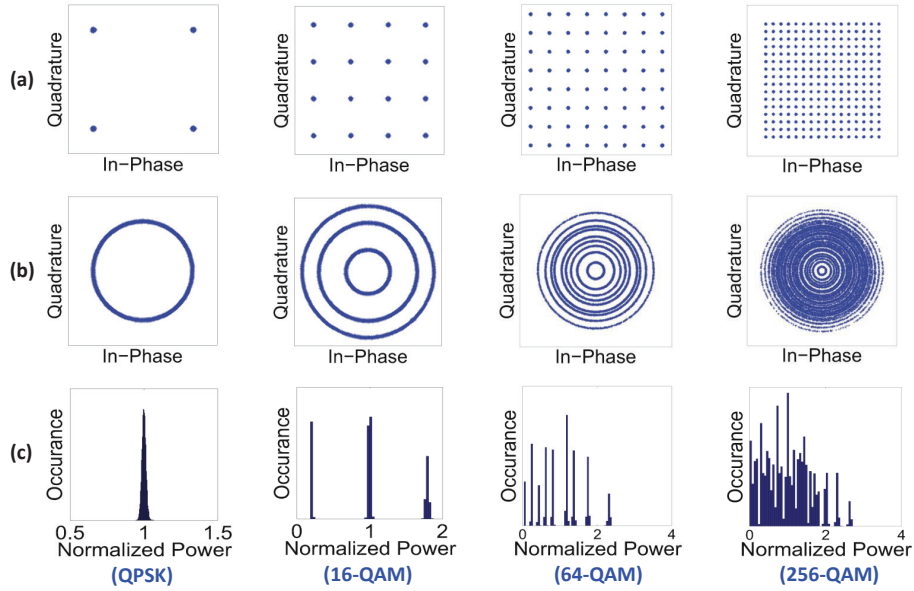 (a)
Quadrature
In-Phase
Quadrature
In-Phase
Quadrature
In-Phase
Quadrature
In-Phase
(b)
Quadrature
In-Phase
Quadrature
In-Phase
Quadrature
In-Phase
Quadrature
In-Phase
(c)
Occurance
0.5 1 1.5
Normalized Power
(QPSK)
Occurance
0 1 2
Normalized Power
(16-QAM)
Occurance
0 2 4
Normalized Power
(64-QAM)
Occurance
0 2 4
Normalized Power
(256-QAM)